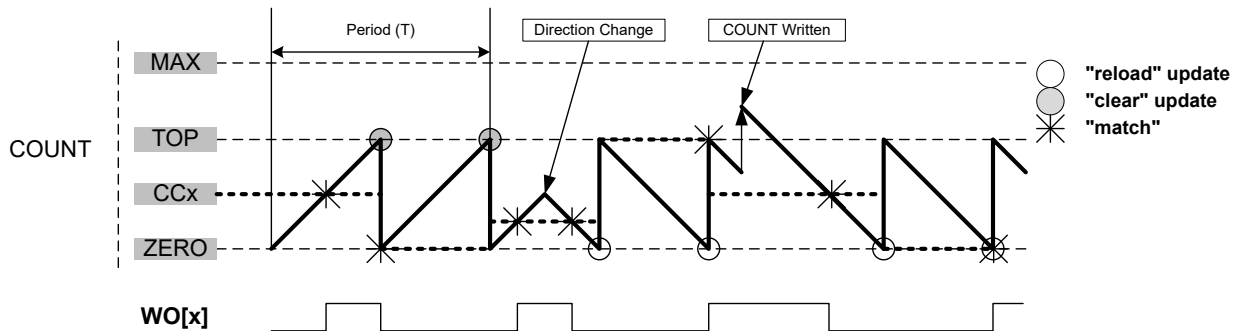 Period (T)
Direction Change
COUNT Written
MAX
"reload" update
"clear" update
TOP
"match"
COUNT
CCx
ZERO
WO[x]